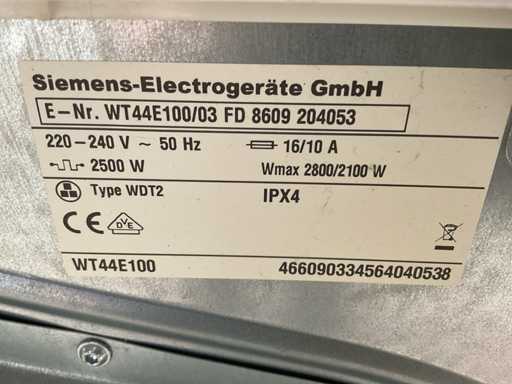 Siemens-Electrogeräte GmbH
E-Nr. WT44E100/03 FD 8609 204053
220-240 V ~ 50 Hz 16/10 A
2500 W Wmax 2800/2100 W
Type WDT2 IPX4
CE DVE
WT44E100 466090334564040538